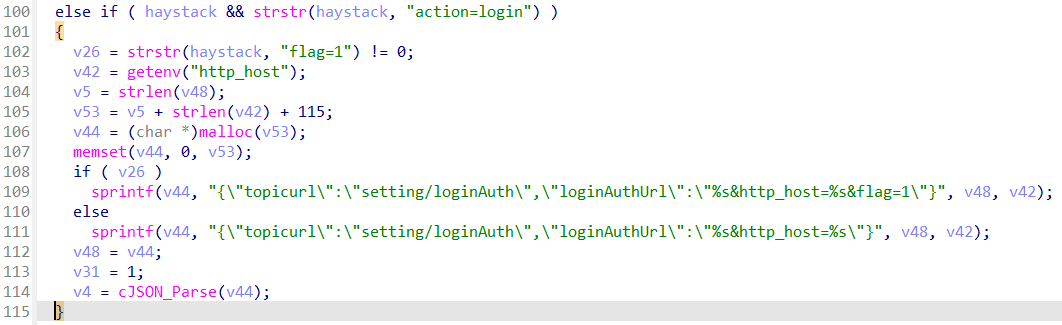 100 else if ( haystack && strstr(haystack, "action=login") )
101 {
102 v26 = strstr(haystack, "flag=1") != 0;
103 v42 = getenv("http_host");
104 v5 = strlen(v48);
105 v53 = v5 + strlen(v42) + 115;
106 v44 = (char *)malloc(v53);
107 memset(v44, 0, v53);
108 if ( v26 )
109 sprintf(v44, "{\"topicurl\":\"setting/loginAuth\",\"loginAuthUrl\":\"%s&http_host=%s&flag=1\"}", v48, v42);
110 else
111 sprintf(v44, "{\"topicurl\":\"setting/loginAuth\",\"loginAuthUrl\":\"%s&http_host=%s\"}", v48, v42);
112 v48 = v44;
113 v31 = 1;
114 v4 = cJSON_Parse(v44);
115 }